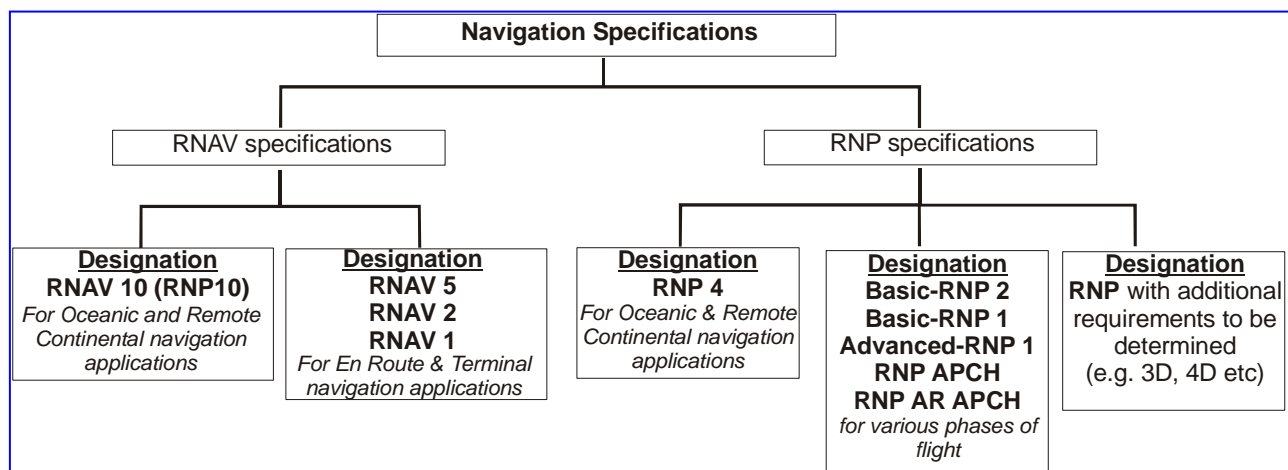 Navigation Specifications
RNAV specifications
RNP specifications
Designation
RNAV 10 (RNP10)
For Oceanic and Remote
Continental navigation
applications
Designation
RNAV 5
RNAV 2
RNAV 1
For En Route & Terminal
navigation applications
Designation
RNP 4
For Oceanic & Remote
Continental navigation
applications
Designation
Basic-RNP 2
Basic-RNP 1
Advanced-RNP 1
RNP APCH
RNP AR APCH
for various phases of
flight
Designation
RNP with additional
requirements to be
determined
(e.g. 3D, 4D etc)